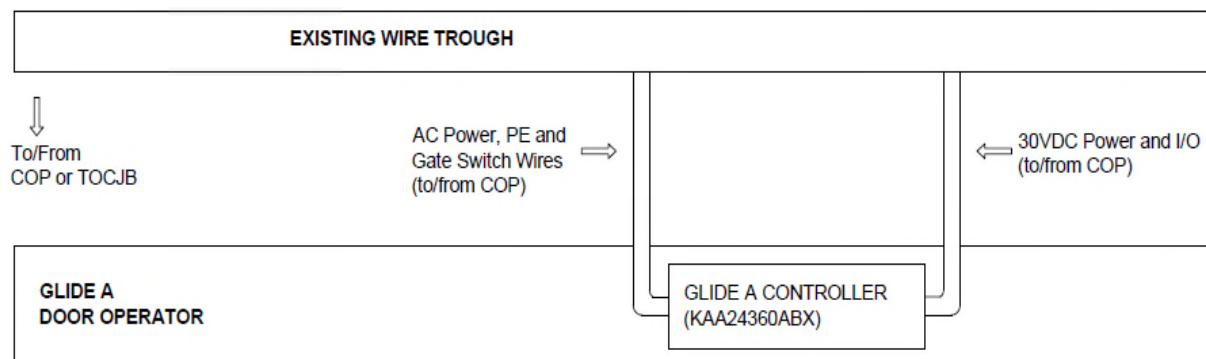 EXISTING WIRE TROUGH
To/From
COP or TOCJB
AC Power, PE and
Gate Switch Wires
(to/from COP)
30VDC Power and I/O
(to/from COP)
GLIDE A
DOOR OPERATOR
GLIDE A CONTROLLER
(KAA24360ABX)